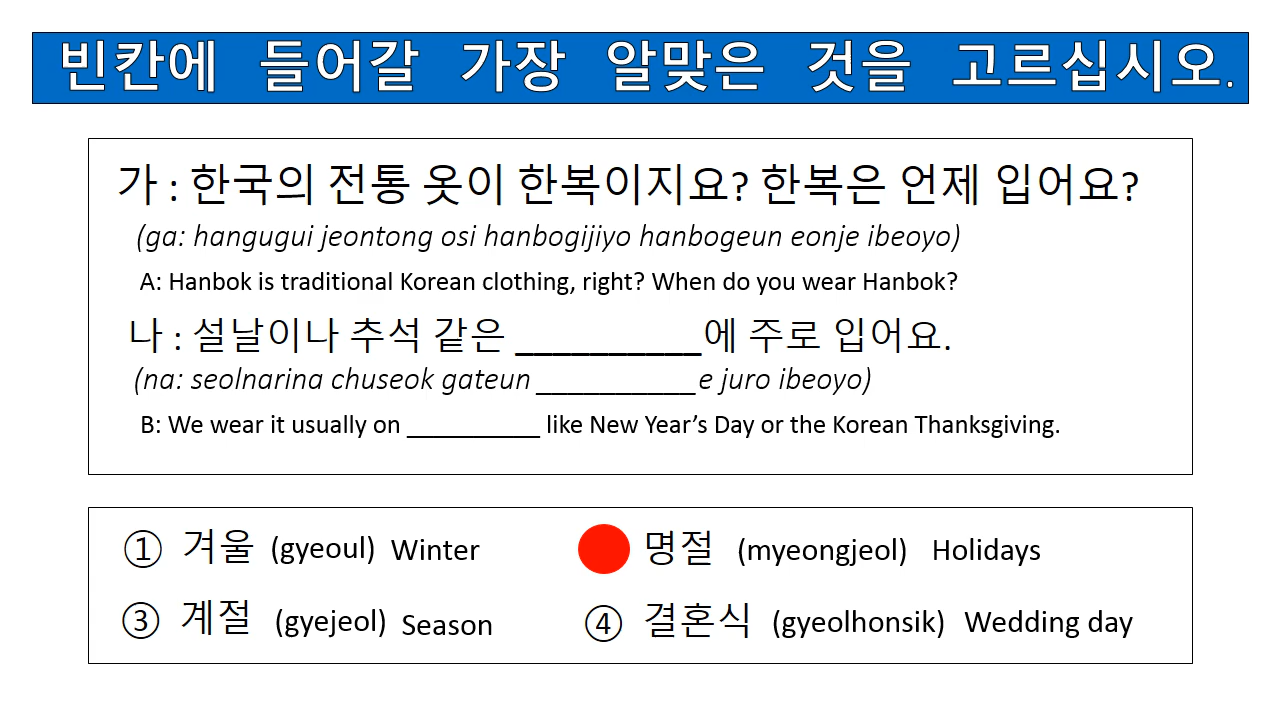 빈칸에 들어갈 가장 알맞은 것을 고르십시오.
가 : 한국의 전통 옷이 한복이지요? 한복은 언제 입어요?
(ga: hangugui jeontong osi hanbogijiyo hanbogeun eonje ibeoyo)
A: Hanbok is traditional Korean clothing, right? When do you wear Hanbok?
나 : 설날이나 추석 같은 __________에 주로 입어요.
(na: seolnarina chuseok gateun __________e juro ibeoyo)
B: We wear it usually on __________ like New Year’s Day or the Korean Thanksgiving.
① 겨울 (gyeoul) Winter
명절 (myeongjeol) Holidays
③ 계절 (gyejeol) Season
④ 결혼식 (gyeolhonsik) Wedding day